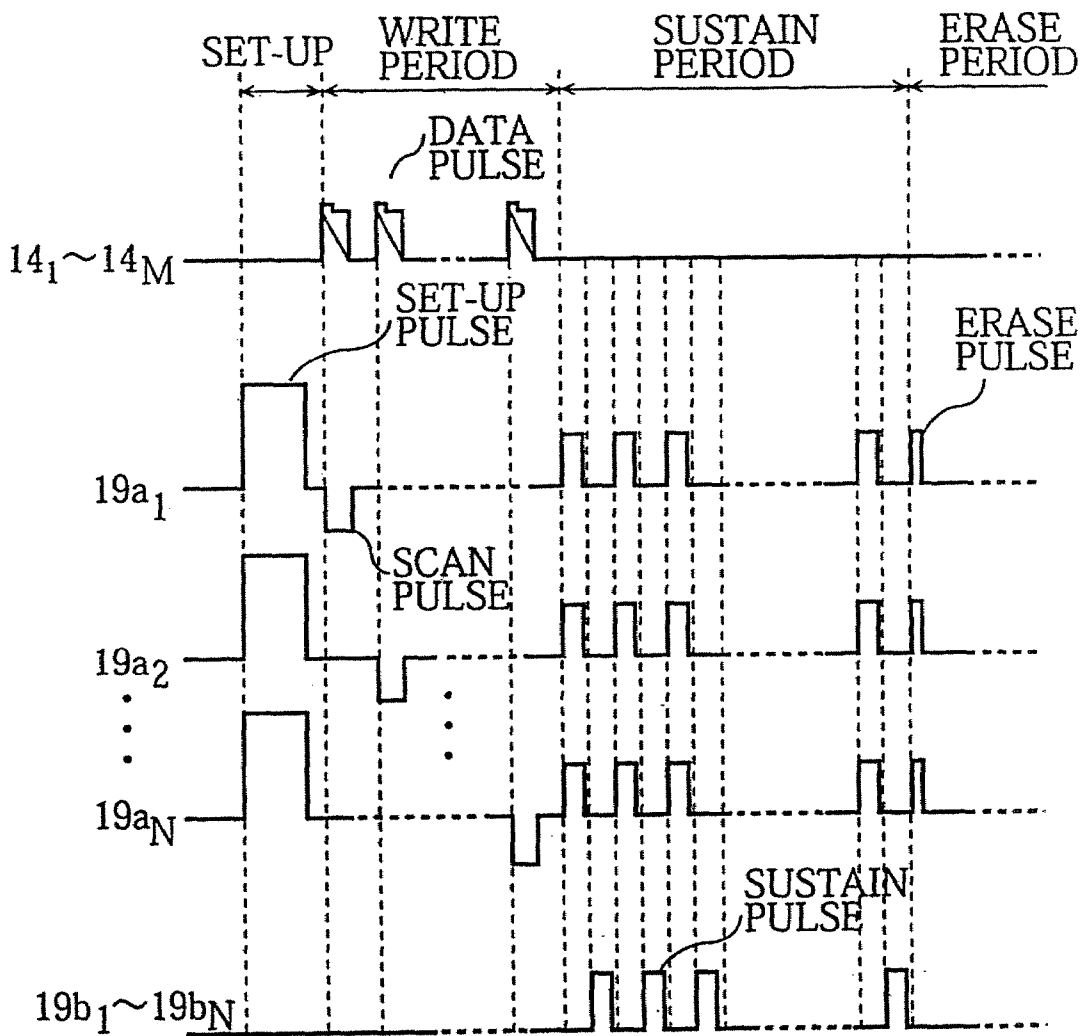 SET-UP
WRITE
PERIOD
SUSTAIN
PERIOD
ERASE
PERIOD
DATA
PULSE
14₁~14M
SET-UP
PULSE
ERASE
PULSE
19a₁
SCAN
PULSE
19a₂
19aN
SUSTAIN
PULSE
19b₁~19bN